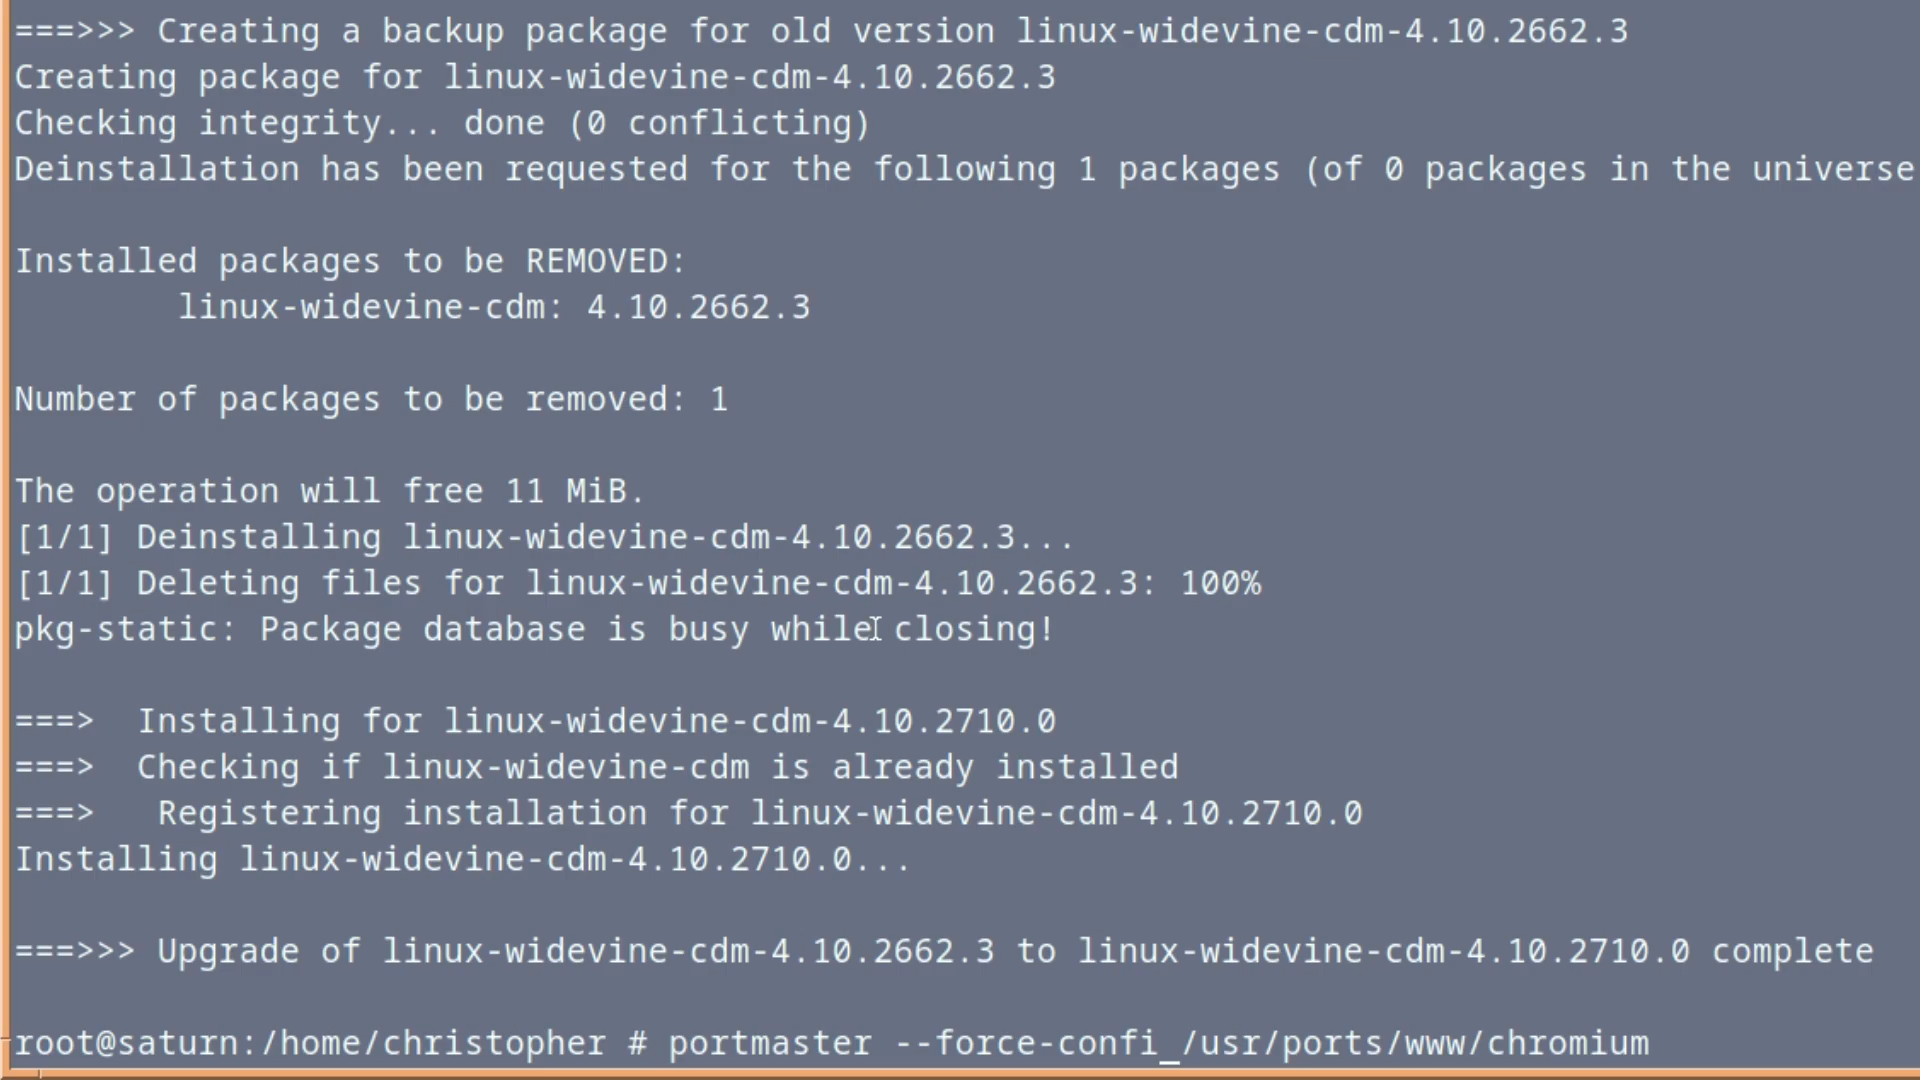 ===>>> Creating a backup package for old version linux-widevine-cdm-4.10.2662.3
Creating package for linux-widevine-cdm-4.10.2662.3
Checking integrity... done (0 conflicting)
Deinstallation has been requested for the following 1 packages (of 0 packages in the universe
Installed packages to be REMOVED:
        linux-widevine-cdm: 4.10.2662.3
Number of packages to be removed: 1
The operation will free 11 MiB.
[1/1] Deinstalling linux-widevine-cdm-4.10.2662.3...
[1/1] Deleting files for linux-widevine-cdm-4.10.2662.3: 100%
pkg-static: Package database is busy while closing!
===>  Installing for linux-widevine-cdm-4.10.2710.0
===>  Checking if linux-widevine-cdm is already installed
===>   Registering installation for linux-widevine-cdm-4.10.2710.0
Installing linux-widevine-cdm-4.10.2710.0...
===>>> Upgrade of linux-widevine-cdm-4.10.2662.3 to linux-widevine-cdm-4.10.2710.0 complete
root@saturn:/home/christopher # portmaster --force-confi_/usr/ports/www/chromium